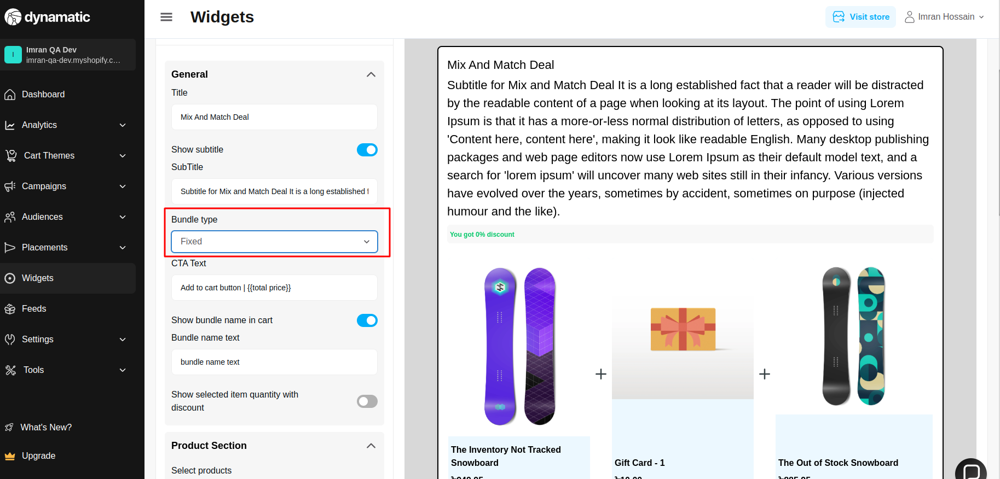 dynamatic
Widgets
Visit store
Imran Hossain
I
Imran QA Dev
imran-qa-dev.myshopify.c...
Dashboard
Analytics
Cart Themes
Campaigns
Audiences
Placements
Widgets
Feeds
Settings
Tools
What's New?
Upgrade
General
Title
Mix And Match Deal
Show subtitle
SubTitle
Subtitle for Mix and Match Deal It is a long established
Bundle type
Fixed
CTA Text
Add to cart button | {{total price}}
Show bundle name in cart
Bundle name text
bundle name text
Show selected item quantity with
discount
Product Section
Select products
Mix And Match Deal
Subtitle for Mix and Match Deal It is a long established fact that a reader will be distracted
by the readable content of a page when looking at its layout. The point of using Lorem
Ipsum is that it has a more-or-less normal distribution of letters, as opposed to using
'Content here, content here', making it look like readable English. Many desktop publishing
packages and web page editors now use Lorem Ipsum as their default model text, and a
search for 'lorem ipsum' will uncover many web sites still in their infancy. Various versions
have evolved over the years, sometimes by accident, sometimes on purpose (injected
humour and the like).
You got 0% discount
+
+
The Inventory Not Tracked
Snowboard
Gift Card - 1
The Out of Stock Snowboard